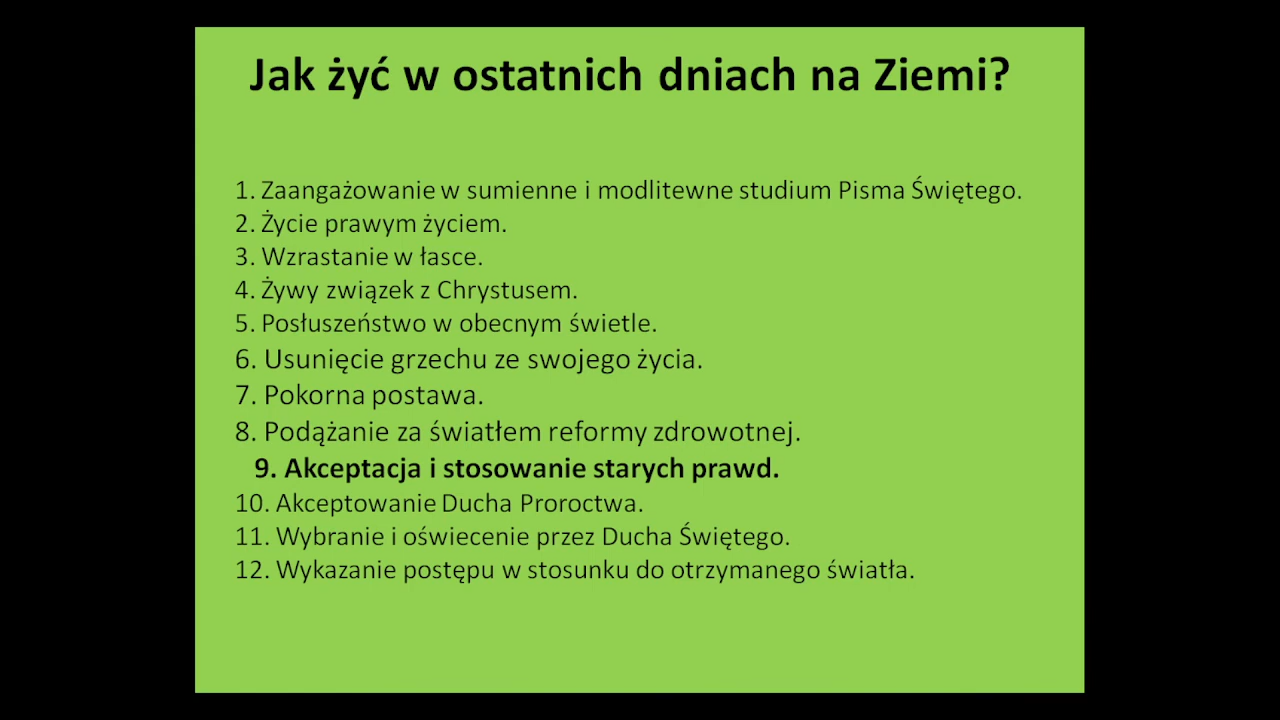 Jak żyć w ostatnich dniach na Ziemi?
1. Zaangażowanie w sumienne i modlitewne studium Pisma Świętego.
2. Życie prawym życiem.
3. Wzrastanie w łasce.
4. Żywy związek z Chrystusem.
5. Posłuszeństwo w obecnym świetle.
6. Usunięcie grzechu ze swojego życia.
7. Pokorna postawa.
8. Podążanie za światłem reformy zdrowotnej.
9. Akceptacja i stosowanie starych prawd.
10. Akceptowanie Ducha Proroctwa.
11. Wybranie i oświecenie przez Ducha Świętego.
12. Wykazanie postępu w stosunku do otrzymanego światła.